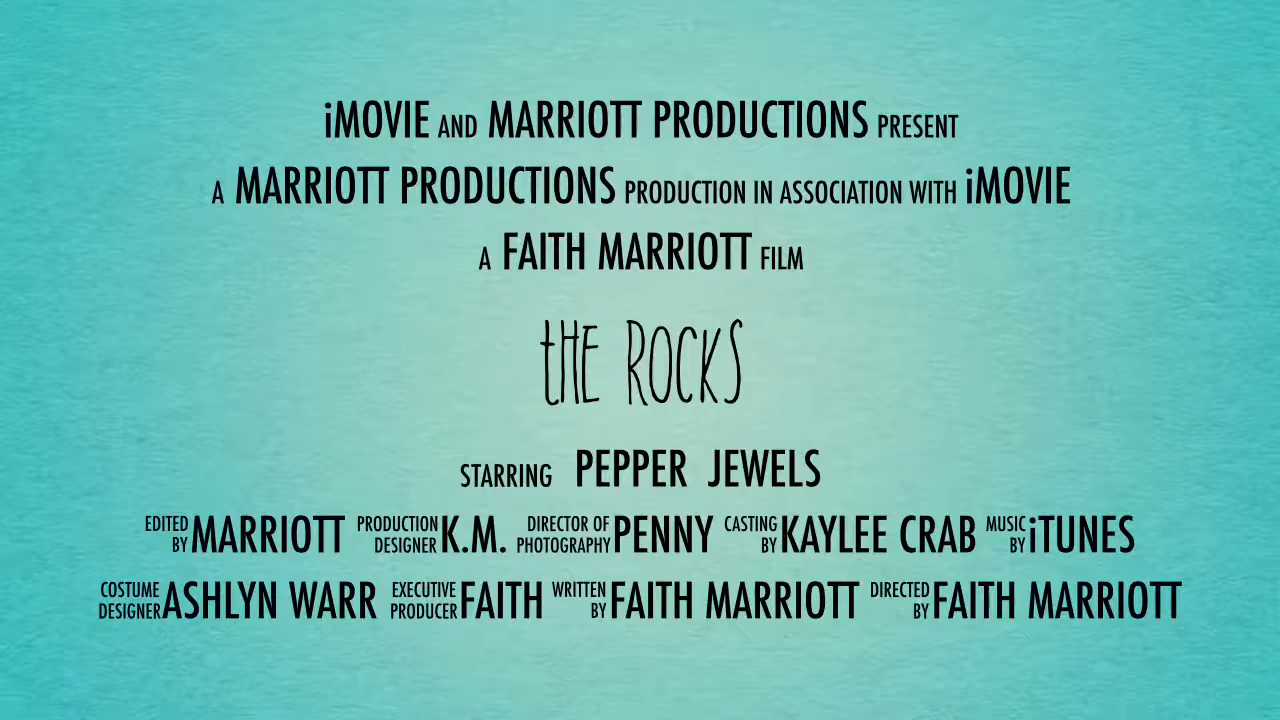 iMOVIE AND MARRIOTT PRODUCTIONS PRESENT
A MARRIOTT PRODUCTIONS PRODUCTION IN ASSOCIATION WITH iMOVIE
A FAITH MARRIOTT FILM
tHE ROCKS
STARRING PEPPER JEWELS
EDITED BY MARRIOTT PRODUCTION DESIGNER K.M. DIRECTOR OF PHOTOGRAPHY PENNY CASTING BY KAYLEE CRAB MUSIC BY iTUNES
COSTUME DESIGNER ASHLYN WARR EXECUTIVE PRODUCER FAITH WRITTEN BY FAITH MARRIOTT DIRECTED BY FAITH MARRIOTT